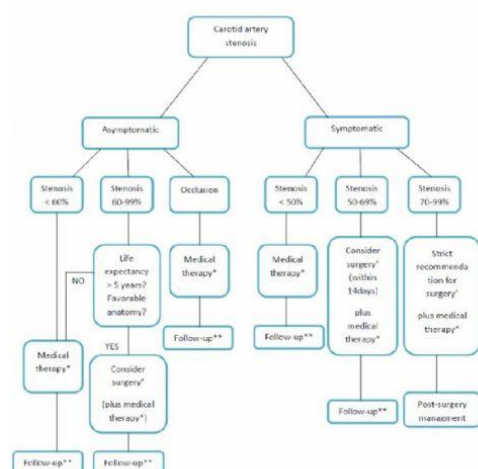 Carotid artery
stenosis
Asymptomatic
Symptomatic
Stenosis
< 60%
Stenosis
60-99%
Occlusion
Stenosis
< 50%
Stenosis
50-69%
Stenosis
70-99%
Life
expectancy
> 5 years?
Favorable
anatomy?
NO
YES
Medical
therapy*
Follow-up**
Medical
therapy*
Follow-up**
Consider
surgery*
(within
14days)
plus
medical
therapy*
Follow-up**
Strict
recommenda
tion for
surgery*
plus medical
therapy*
Post-surgery
managment
Medical
therapy*
Follow-up**
Consider
surgery*
(plus medical
therapy*)
Follow-up**